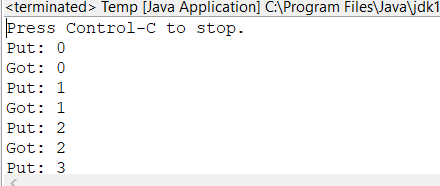 <terminated> Temp [Java Application] C:\Program Files\Java\jdk1
Press Control-C to stop.
Put: 0
Got: 0
Put: 1
Got: 1
Put: 2
Got: 2
Put: 3